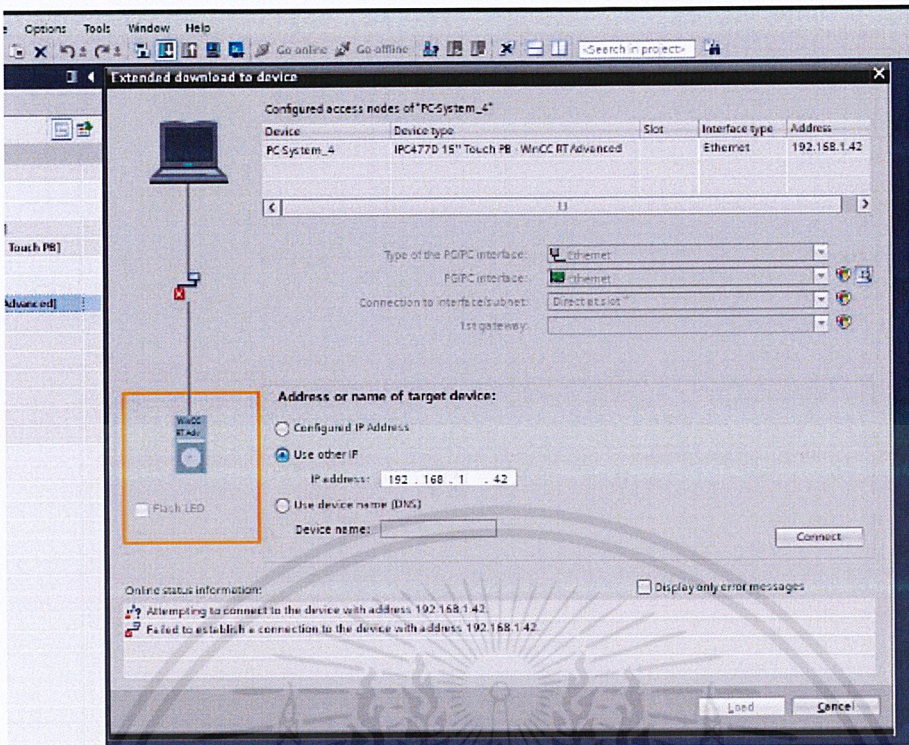 Options Tools Window Help
Go online Go offline <Search in project>
Extended download to device
Configured access nodes of "PC-System_4"
Device Device type Slot Interface type Address
PC-System_4 IPC477D 15" Touch PB - WinCC RT Advanced Ethernet 192.168.1.42
Touch PB]
Type of the PG/PC interface: Ethernet
PG/PC interface: Ethernet
Advanced]
Connection to interface/subnet: Direct at slot
1st gateway:
Address or name of target device:
WinCC
RT Adv
Configured IP Address
Use other IP
IP address: 192 . 168 . 1 . 42
Flash LED
Use device name (DNS)
Device name:
Connect
Online status information:
Display only error messages
Attempting to connect to the device with address 192.168.1.42.
Failed to establish a connection to the device with address 192.168.1.42.
Load Cancel